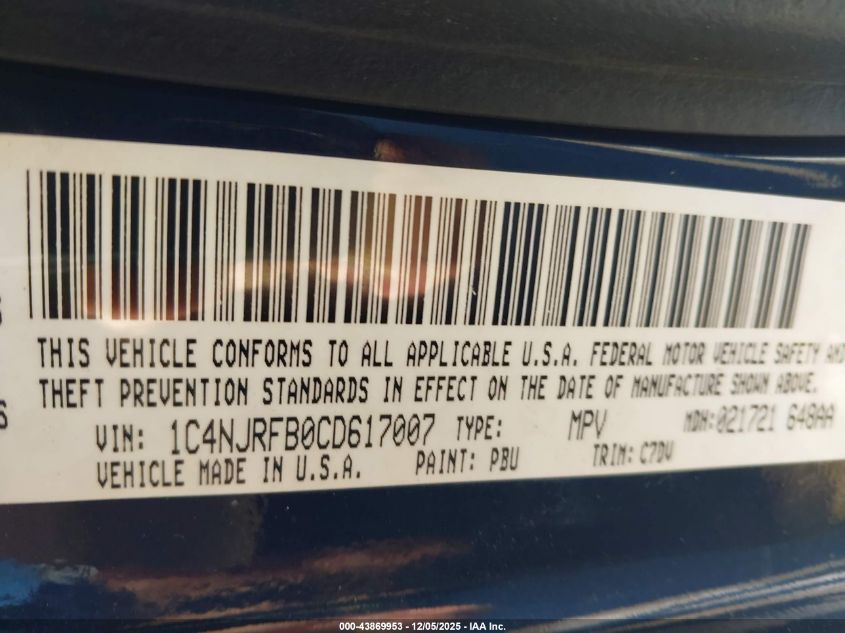 THIS VEHICLE CONFORMS TO ALL APPLICABLE U.S.A. FEDERAL MOTOR VEHICLE SAFETY AND
THEFT PREVENTION STANDARDS IN EFFECT ON THE DATE OF MANUFACTURE SHOWN ABOVE.
VIN: 1C4NJRFB0CD617007 TYPE: MPV MDH:021721 648AA
VEHICLE MADE IN U.S.A. PAINT: PBU TRIM: C7DV
000-43869953 - 12/05/2025 - IAA Inc.